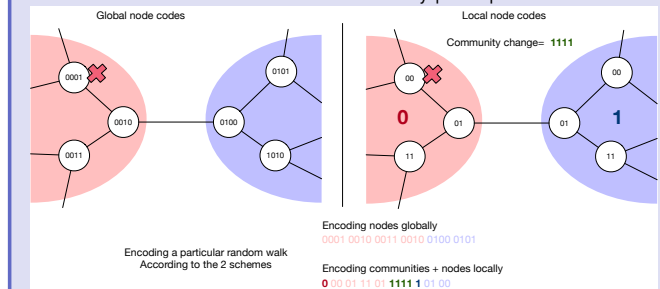 Global node codes
Local node codes
Community change= 1111
0001
0101
0010
0100
0011
1010
00
00
0
01
01
1
11
11
Encoding nodes globally
0001 0010 0011 0010 0100 0101
Encoding a particular random walk
According to the 2 schemes
Encoding communities + nodes locally
0 00 01 11 01 1111 1 01 00